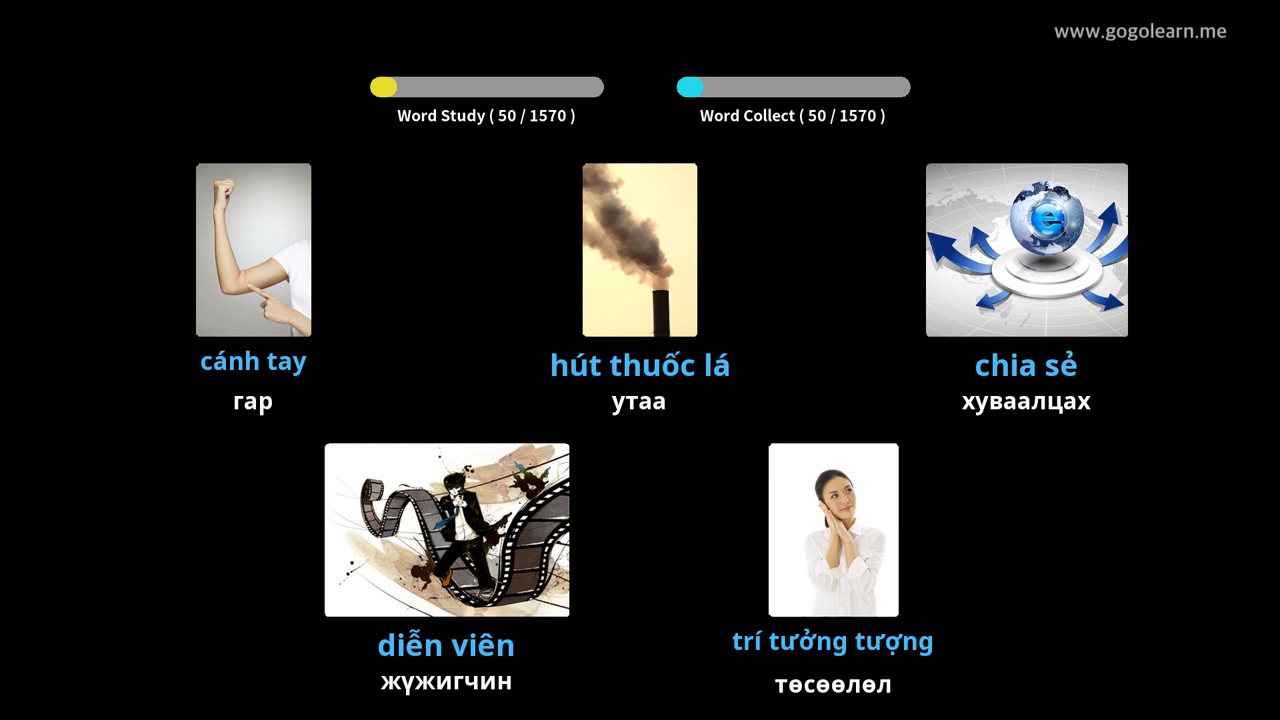 www.gogolearn.me
Word Study ( 50 / 1570 )
Word Collect ( 50 / 1570 )
cánh tay
гар
hút thuốc lá
утаа
chia sẻ
хуваалцах
diễn viên
жүжигчин
trí tưởng tượng
төсөөлөл